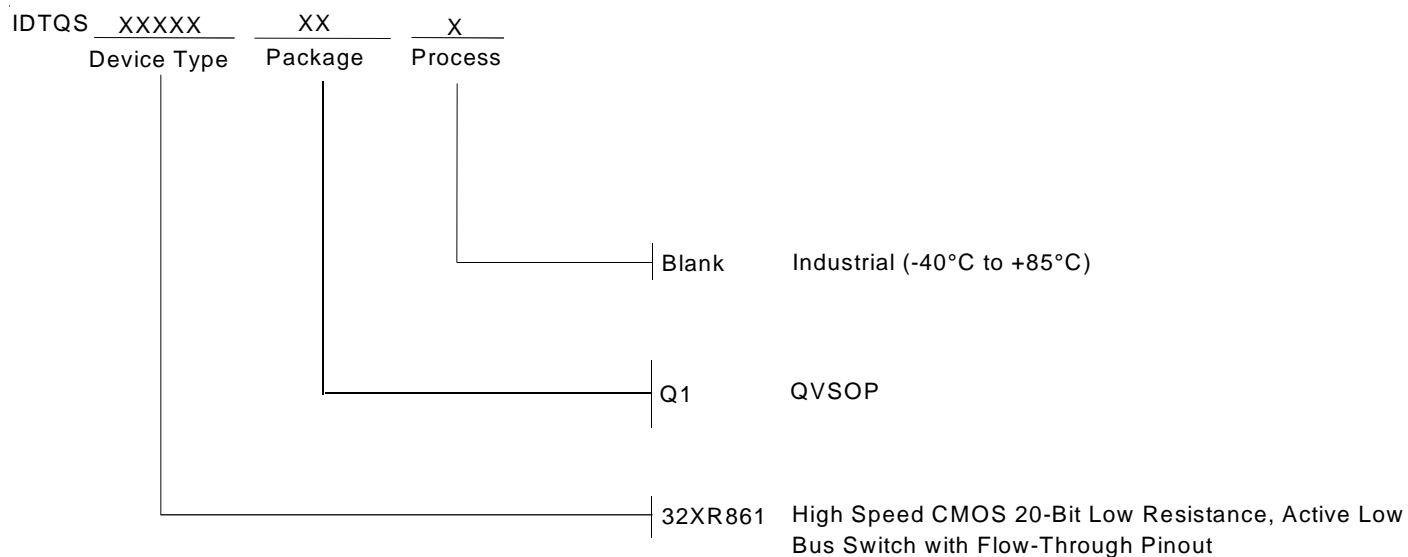 IDTQS XXXXX XX X
Device Type Package Process
Blank Industrial (-40°C to +85°C)
Q1 QVSOP
32XR861 High Speed CMOS 20-Bit Low Resistance, Active Low
Bus Switch with Flow-Through Pinout